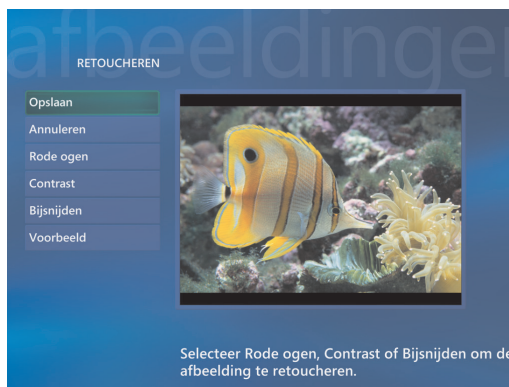 afbeeldingen
RETOUCHEREN
Opslaan
Annuleren
Rode ogen
Contrast
Bijsnijden
Voorbeeld
Selecteer Rode ogen, Contrast of Bijsnijden om de
afbeelding te retoucheren.